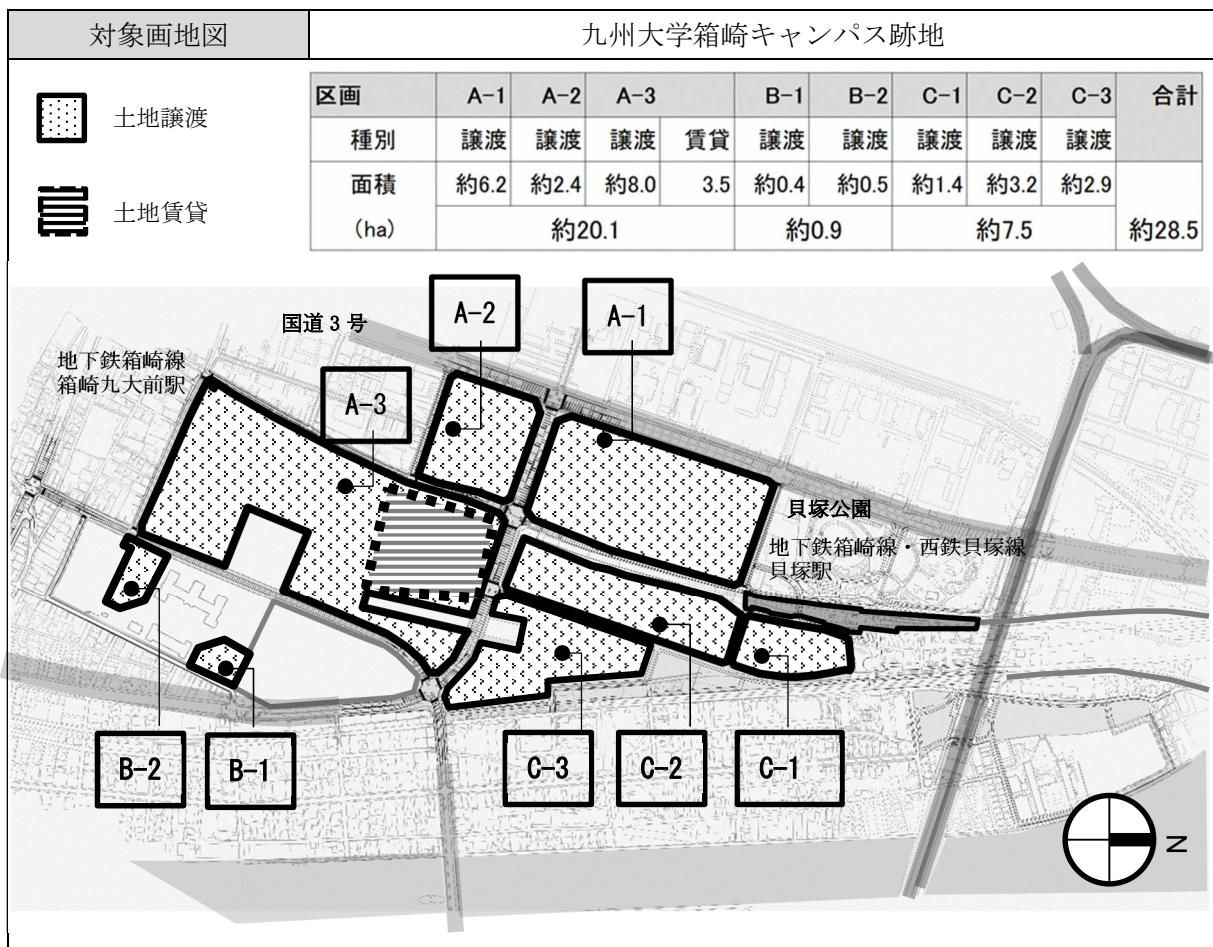 対象画地図 九州大学箱崎キャンパス跡地
土地譲渡
土地賃貸
区画 A-1 A-2 A-3 B-1 B-2 C-1 C-2 C-3 合計
種別 譲渡 譲渡 譲渡 賃貸 譲渡 譲渡 譲渡 譲渡 譲渡
面積 約6.2 約2.4 約8.0 3.5 約0.4 約0.5 約1.4 約3.2 約2.9
(ha) 約20.1 約0.9 約7.5 約28.5
A-2
A-1
国道3号
地下鉄箱崎線
箱崎九大前駅
A-3
貝塚公園
地下鉄箱崎線・西鉄貝塚線
貝塚駅
B-2
B-1
C-3
C-2
C-1
N